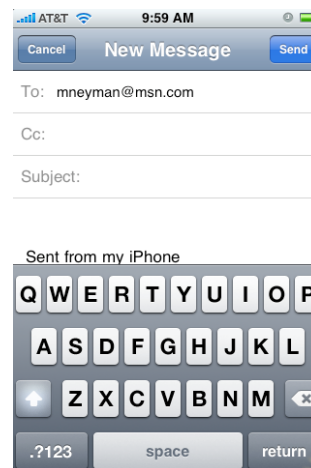 AT&T 9:59 AM
Cancel New Message Send
To: mneyman@msn.com
Cc:
Subject:
Sent from my iPhone
Q W E R T Y U I O P
A S D F G H J K L
Z X C V B N M
.?123 space return